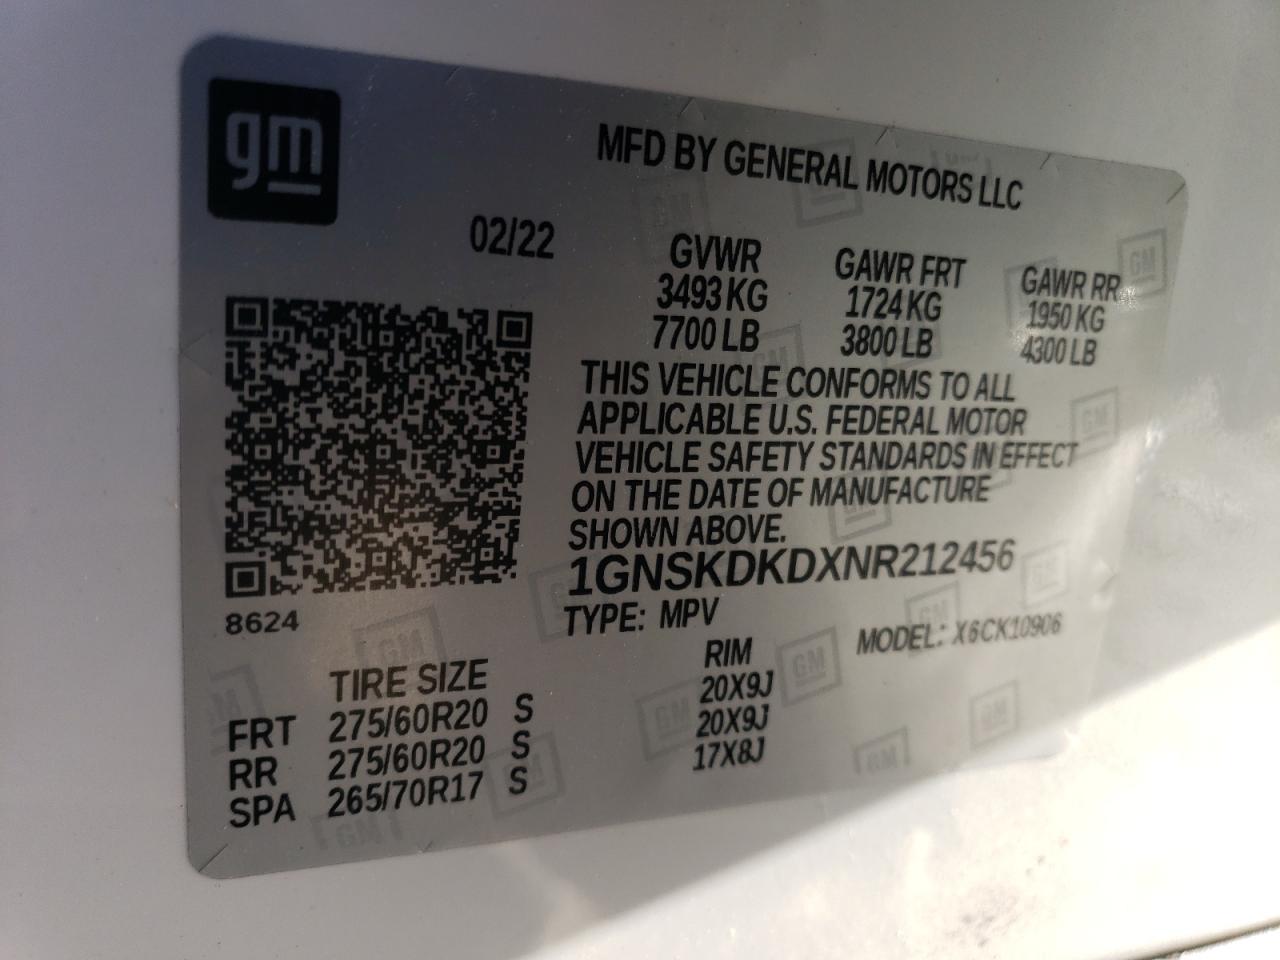 gm
MFD BY GENERAL MOTORS LLC
02/22
GVWR GAWR FRT GAWR RR
3493 KG 1724 KG 1950 KG
7700 LB 3800 LB 4300 LB
THIS VEHICLE CONFORMS TO ALL
APPLICABLE U.S. FEDERAL MOTOR
VEHICLE SAFETY STANDARDS IN EFFECT
ON THE DATE OF MANUFACTURE
SHOWN ABOVE.
1GNSKDKDXNR212456
8624
TYPE: MPV MODEL: X6CK10906
TIRE SIZE RIM
FRT 275/60R20 S 20X9J
RR 275/60R20 S 20X9J
SPA 265/70R17 S 17X8J